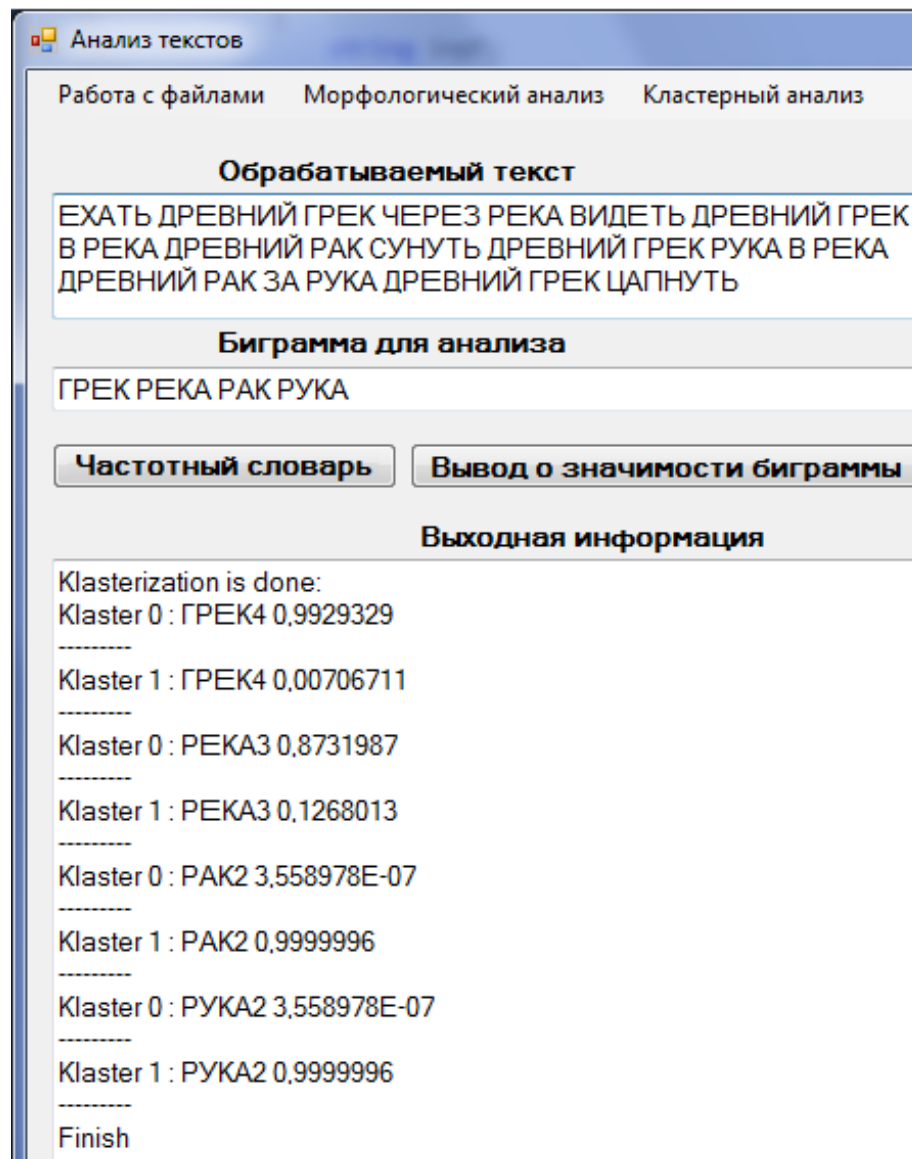 Анализ текстов
Работа с файлами Морфологический анализ Кластерный анализ
Обрабатываемый текст
ЕХАТЬ ДРЕВНИЙ ГРЕК ЧЕРЕЗ РЕКА ВИДЕТЬ ДРЕВНИЙ ГРЕК
В РЕКА ДРЕВНИЙ РАК СУНУТЬ ДРЕВНИЙ ГРЕК РУКА В РЕКА
ДРЕВНИЙ РАК ЗА РУКА ДРЕВНИЙ ГРЕК ЦАПНУТЬ
Биграмма для анализа
ГРЕК РЕКА РАК РУКА
Частотный словарь Вывод о значимости биграммы
Выходная информация
Klasterization is done:
Klaster 0 : ГРЕК4 0,9929329
---------
Klaster 1 : ГРЕК4 0,00706711
---------
Klaster 0 : РЕКА3 0,8731987
---------
Klaster 1 : РЕКА3 0,1268013
---------
Klaster 0 : РАК2 3,558978E-07
---------
Klaster 1 : РАК2 0,9999996
---------
Klaster 0 : РУКА2 3,558978E-07
---------
Klaster 1 : РУКА2 0,9999996
---------
Finish